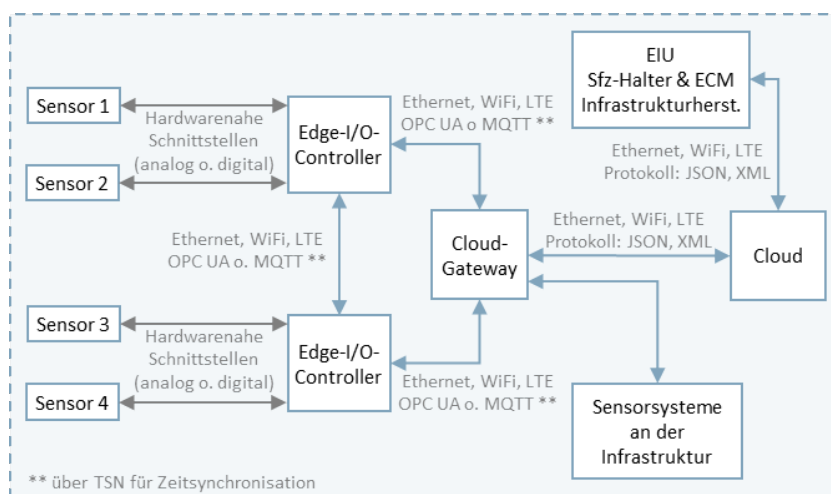 EIU
Sfz-Halter & ECM
Infrastrukturherst.
Sensor 1
Hardwarenahe
Schnittstellen
(analog o. digital)
Sensor 2
Edge-I/O-
Controller
Ethernet, WiFi, LTE
OPC UA o MQTT **
Ethernet, WiFi, LTE
Protokoll: JSON, XML
Ethernet, WiFi, LTE
OPC UA o. MQTT **
Cloud-
Gateway
Ethernet, WiFi, LTE
Protokoll: JSON, XML
Cloud
Sensor 3
Hardwarenahe
Schnittstellen
(analog o. digital)
Sensor 4
Edge-I/O-
Controller
Ethernet, WiFi, LTE
OPC UA o. MQTT **
Sensorsysteme
an der
Infrastruktur
** über TSN für Zeitsynchronisation